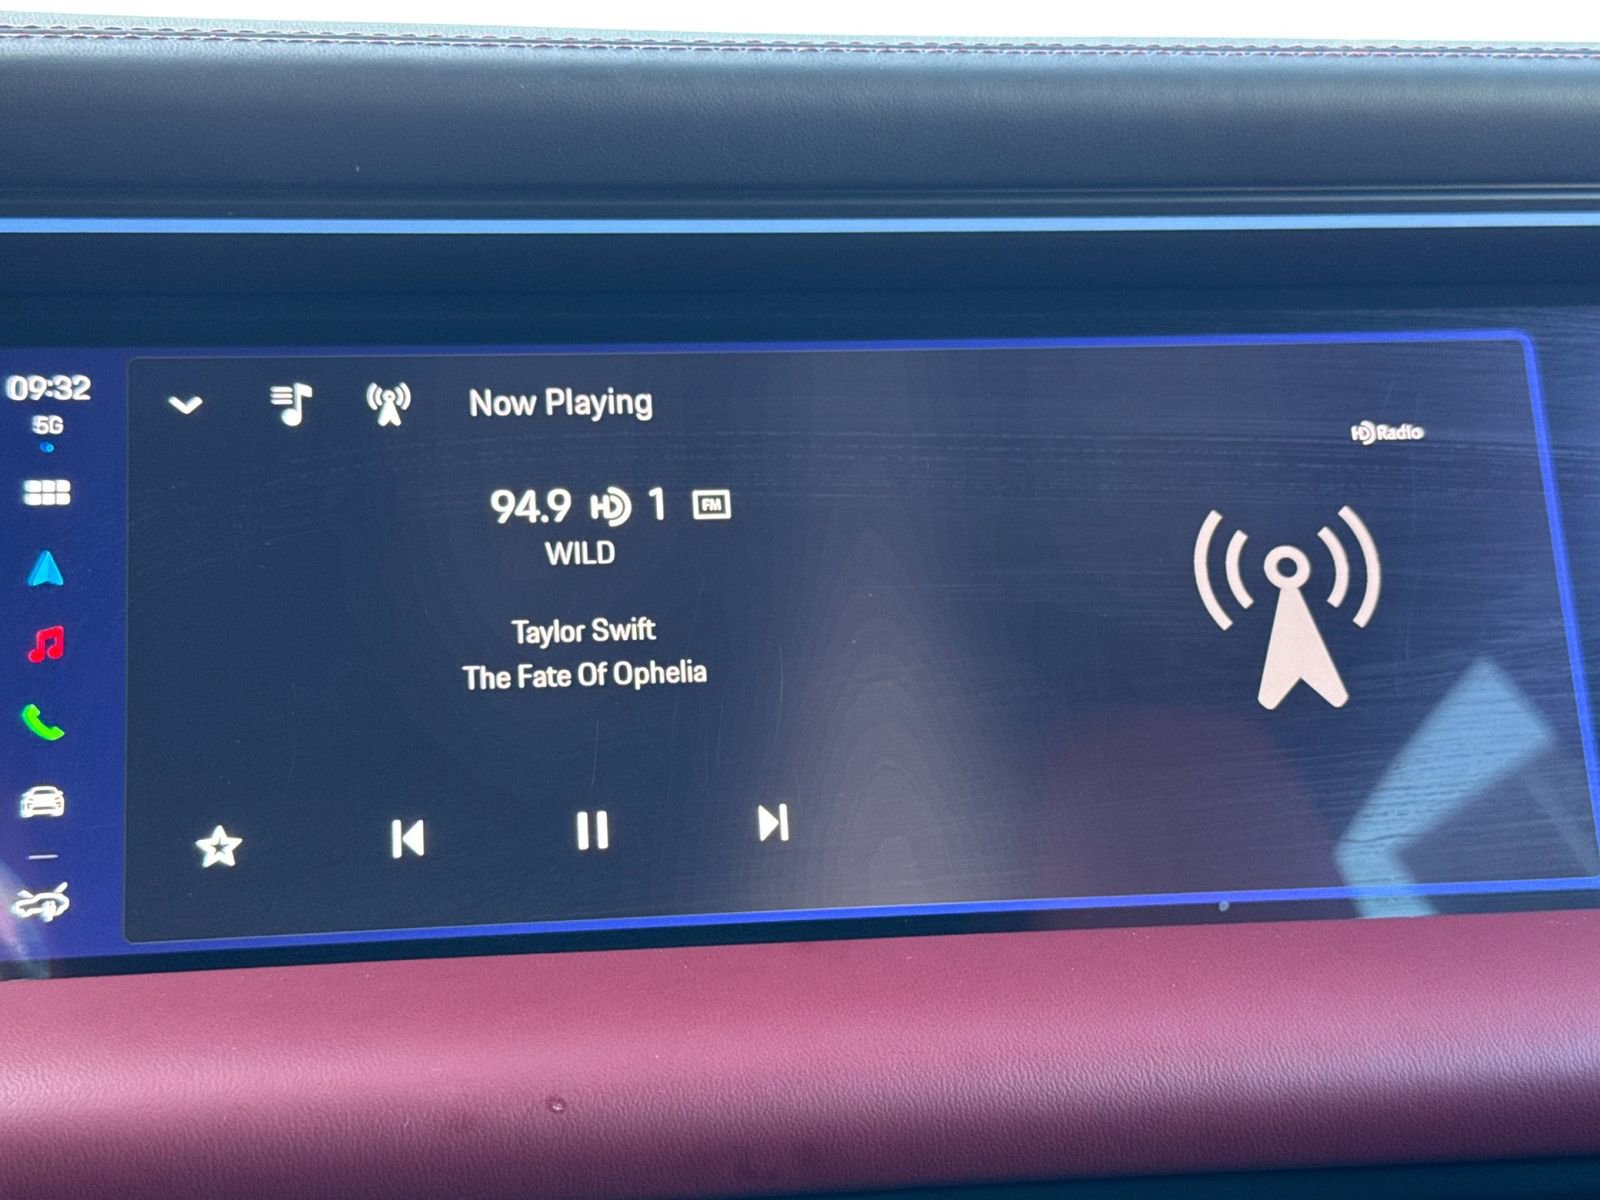 09:32
5G
Now Playing
HD Radio
94.9 HD 1 FM
WILD
Taylor Swift
The Fate Of Ophelia